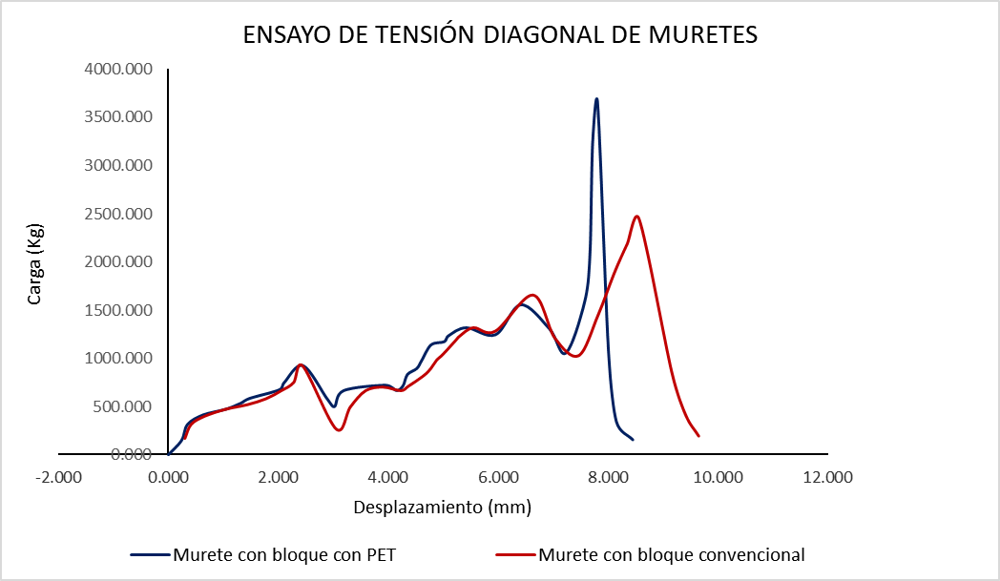 ENSAYO DE TENSIÓN DIAGONAL DE MURETES
4000.000
3500.000
3000.000
2500.000
2000.000
1500.000
1000.000
500.000
0.000
Carga (Kg)
-2.000 0.000 2.000 4.000 6.000 8.000 10.000 12.000
Desplazamiento (mm)
Murete con bloque con PET Murete con bloque convencional